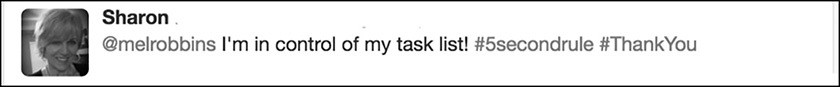 Sharon
@melrobbins I'm in control of my task list! #5secondrule #ThankYou